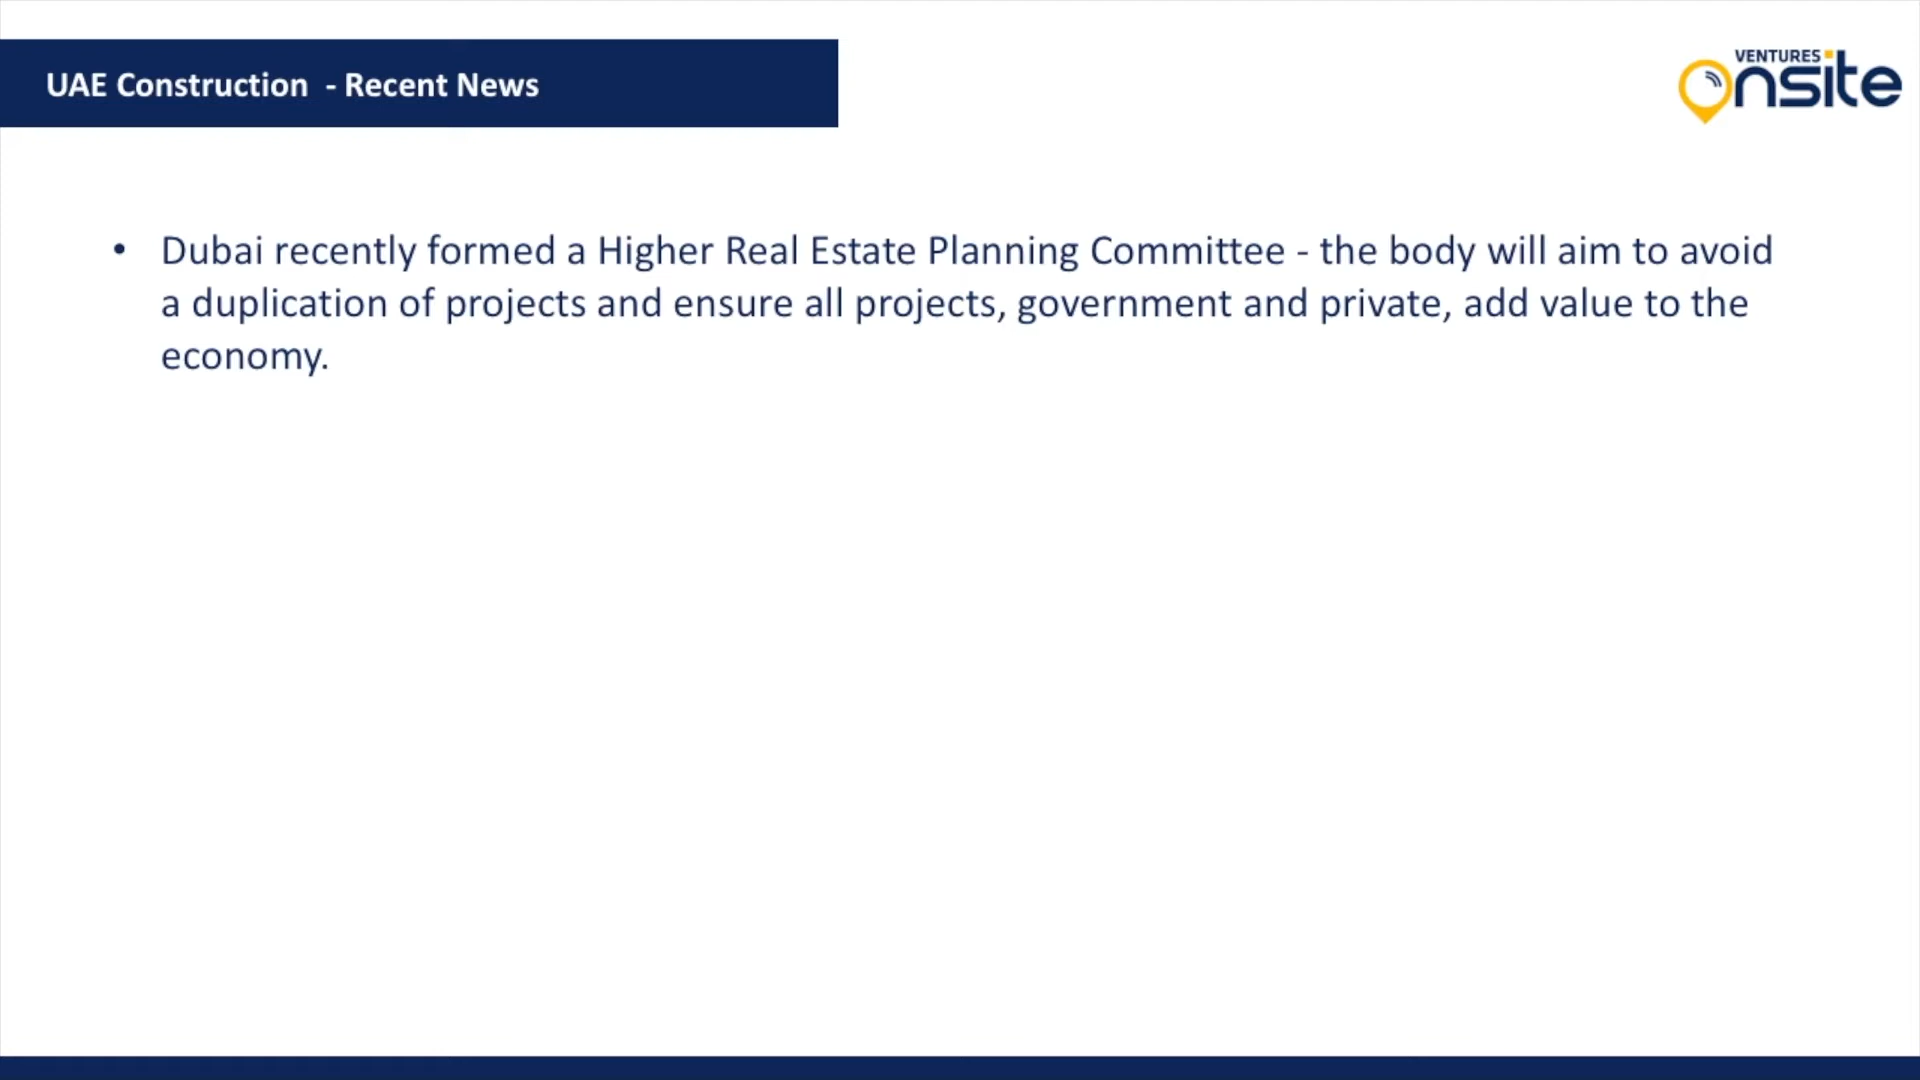 UAE Construction  - Recent News
VENTURES
Onsite
• Dubai recently formed a Higher Real Estate Planning Committee - the body will aim to avoid
a duplication of projects and ensure all projects, government and private, add value to the
economy.